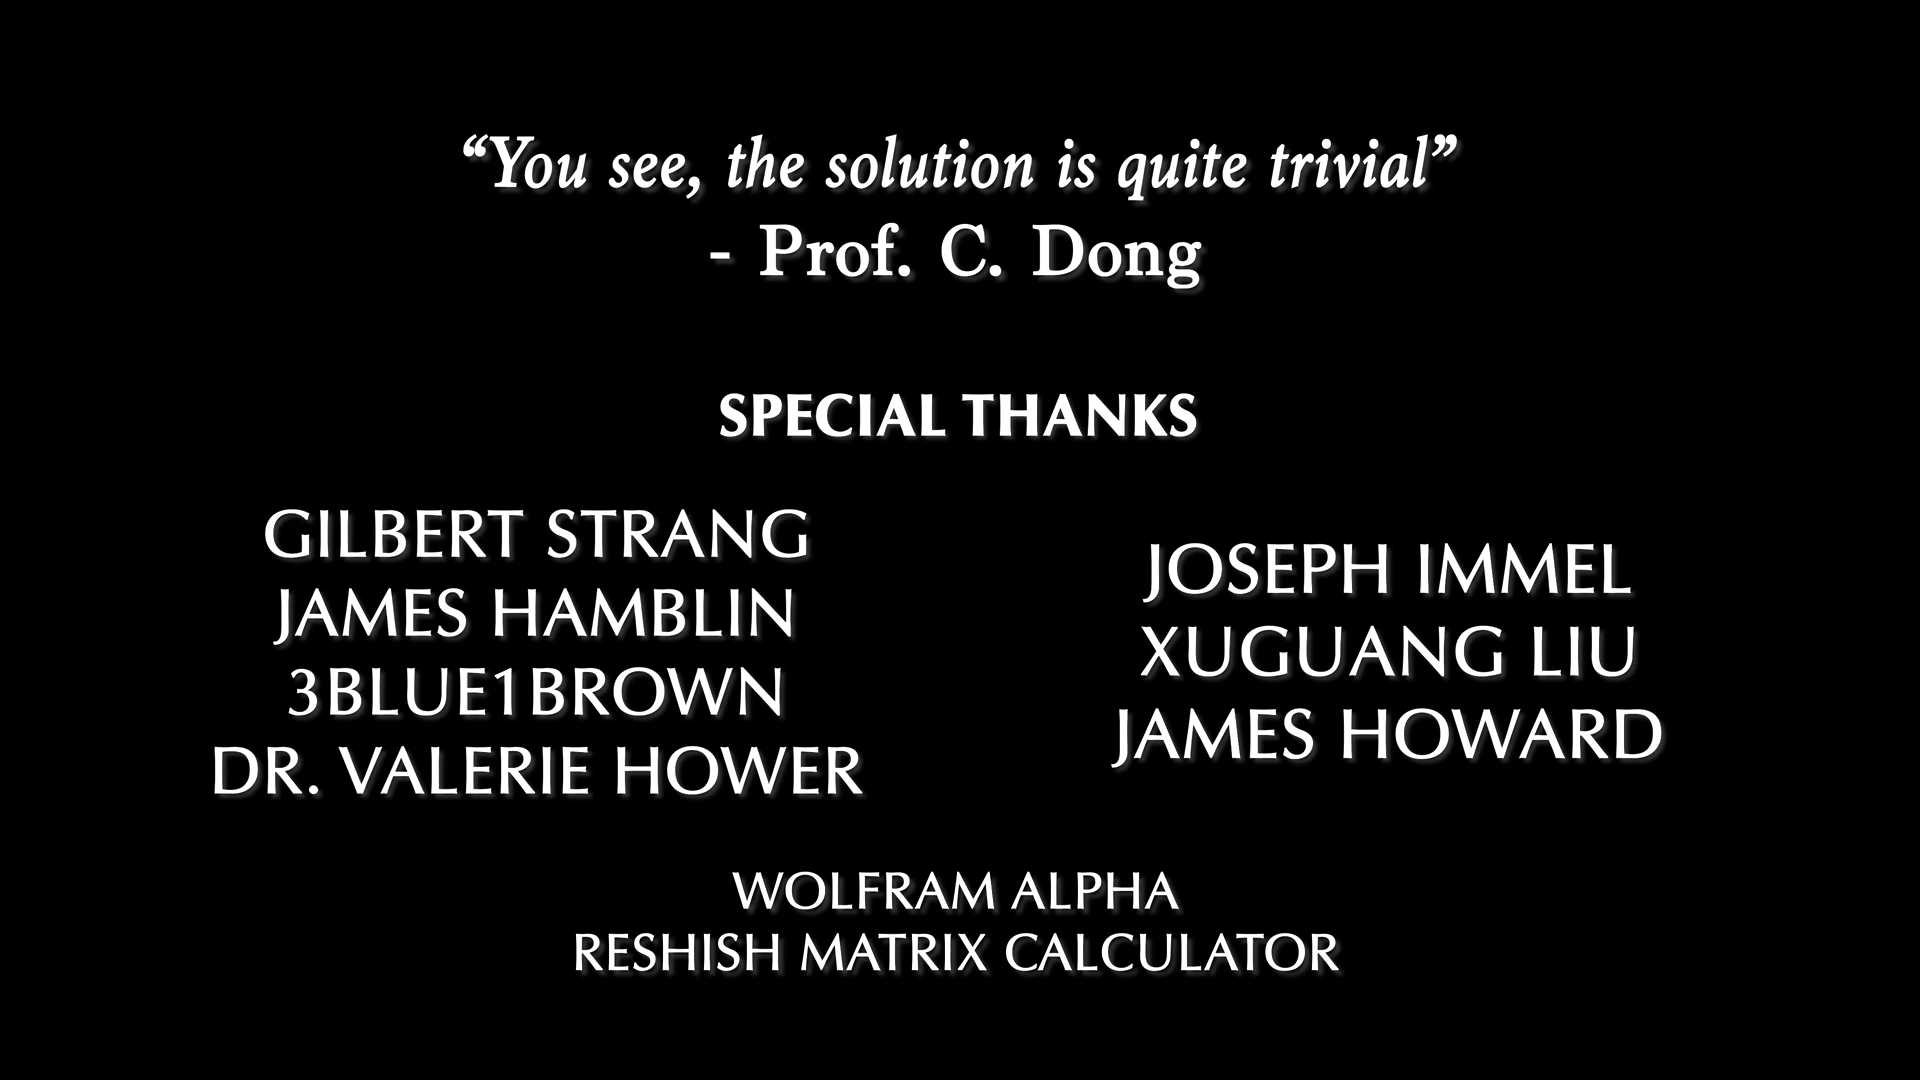 “You see, the solution is quite trivial”
- Prof. C. Dong
SPECIAL THANKS
GILBERT STRANG
JAMES HAMBLIN
3BLUE1BROWN
DR. VALERIE HOWER
JOSEPH IMMEL
XUGUANG LIU
JAMES HOWARD
WOLFRAM ALPHA
RESHISH MATRIX CALCULATOR